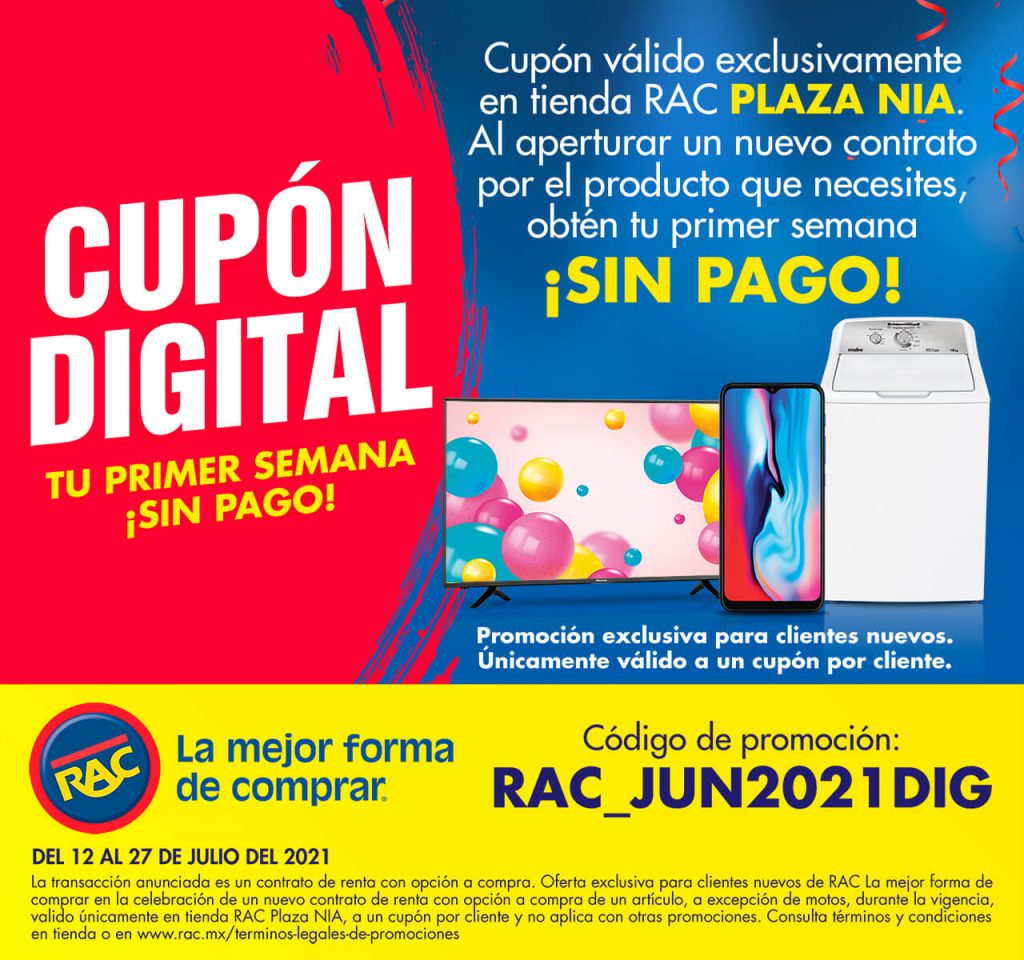 CUPÓN
DIGITAL
TU PRIMER SEMANA
¡SIN PAGO!
Cupón válido exclusivamente
en tienda RAC PLAZA NIA.
Al aperturar un nuevo contrato
por el producto que necesites,
obtén tu primer semana
¡SIN PAGO!
mabe
Hisense
Promoción exclusiva para clientes nuevos.
Únicamente válido a un cupón por cliente.
RAC
La mejor forma
de comprar®
Código de promoción:
RAC_JUN2021DIG
DEL 12 AL 27 DE JULIO DEL 2021
La transacción anunciada es un contrato de renta con opción a compra. Oferta exclusiva para clientes nuevos de RAC La mejor forma de
comprar en la celebración de un nuevo contrato de renta con opción a compra de un artículo, a excepción de motos, durante la vigencia,
valido únicamente en tienda RAC Plaza NIA, a un cupón por cliente y no aplica con otras promociones. Consulta términos y condiciones
en tienda o en www.rac.mx/terminos-legales-de-promociones